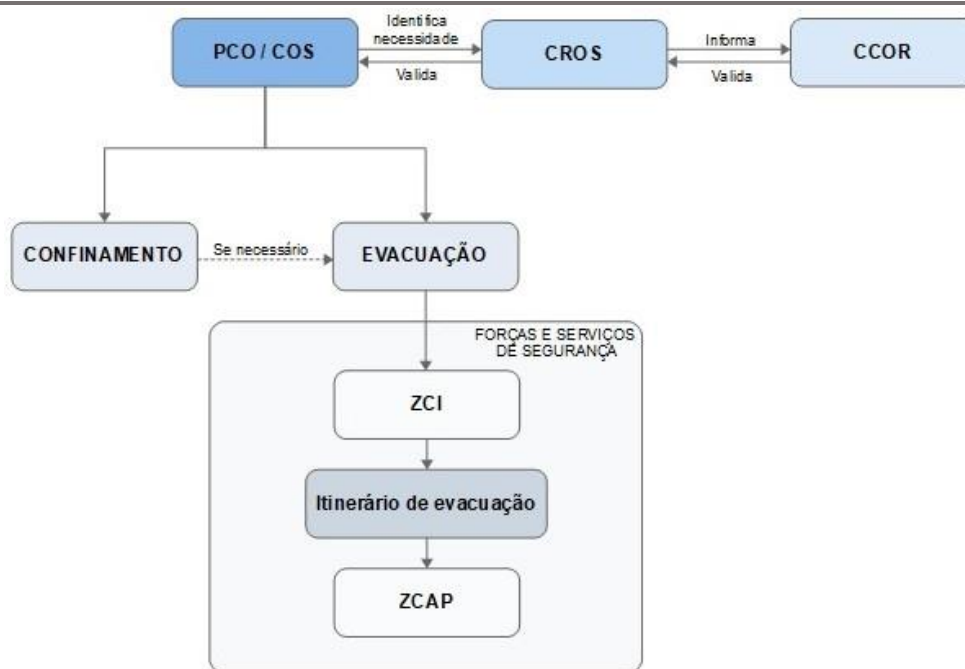 Identifica
necessidade
PCO / COS
CROS
Informa
CCOR
Valida
Valida
CONFINAMENTO
Se necessário
EVACUAÇÃO
FORÇAS E SERVIÇOS
DE SEGURANÇA
ZCI
Itinerário de evacuação
ZCAP